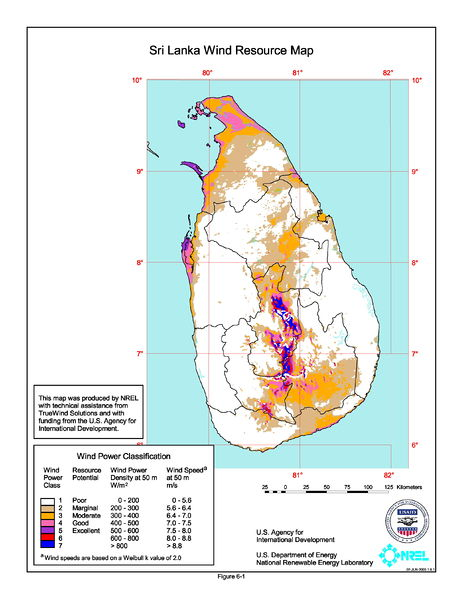 Sri Lanka Wind Resource Map
80° 81° 82°
10° 10°
9° 9°
8° 8°
7° 7°
6° 6°
81° 82°
This map was produced by NREL
with technical assistance from
TrueWind Solutions and with
funding from the U.S. Agency for
International Development.
Wind Power Classification
Wind Resource Wind Power Wind Speedᵃ
Power Potential Density at 50 m at 50 m
Class W/m² m/s
1 Poor 0 - 200 0 - 5.6
2 Marginal 200 - 300 5.6 - 6.4
3 Moderate 300 - 400 6.4 - 7.0
4 Good 400 - 500 7.0 - 7.5
5 Excellent 500 - 600 7.5 - 8.0
6 600 - 800 8.0 - 8.8
7 > 800 > 8.8
ᵃ Wind speeds are based on a Weibull k value of 2.0
25 0 25 50 75 100 125 Kilometers
U.S. Agency for
International Development
U.S. Department of Energy
National Renewable Energy Laboratory
USAID
NREL
Figure 6-1